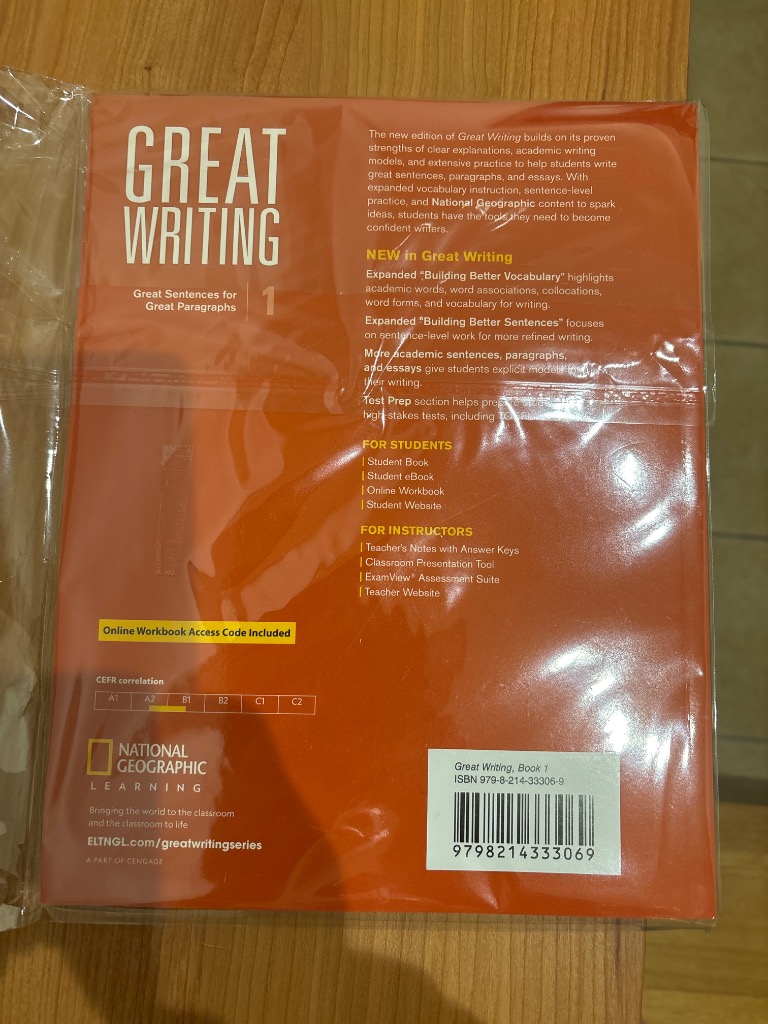 GREAT
WRITING
Great Sentences for
Great Paragraphs
1
The new edition of Great Writing builds on its proven
strengths of clear explanations, academic writing
models, and extensive practice to help students write
great sentences, paragraphs, and essays. With
expanded vocabulary instruction, sentence-level
practice, and National Geographic content to spark
ideas, students have the tools they need to become
confident writers.
NEW in Great Writing
Expanded "Building Better Vocabulary" highlights
academic words, word associations, collocations,
word forms, and vocabulary for writing.
Expanded "Building Better Sentences" focuses
on sentence-level work for more refined writing.
More academic sentences, paragraphs,
and essays give students explicit models
their writing.
Test Prep section helps
high-stakes tests, including
FOR STUDENTS
Student Book
Student eBook
Online Workbook
Student Website
FOR INSTRUCTORS
Teacher's Notes with Answer Keys
Classroom Presentation Tool
ExamView® Assessment Suite
Teacher Website
Online Workbook Access Code Included
CEFR correlation
A1 A2 B1 B2 C1 C2
NATIONAL
GEOGRAPHIC
LEARNING
Bringing the world to the classroom
and the classroom to life
ELTNGL.com/greatwritingseries
A PART OF CENGAGE
Great Writing, Book 1
ISBN 979-8-214-33306-9
9798214333069